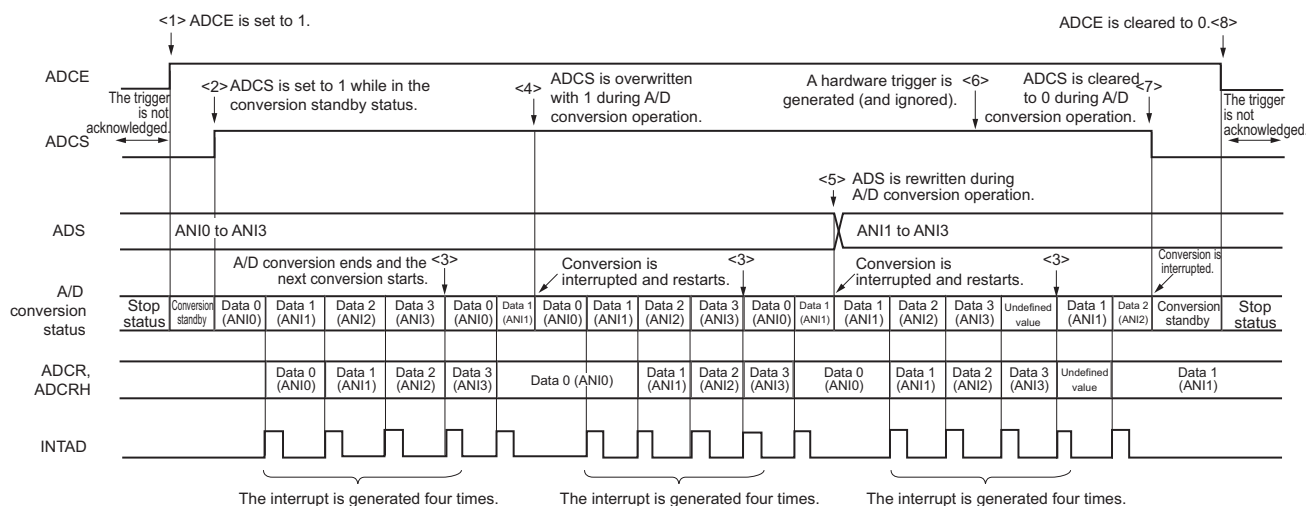 <1> ADCE is set to 1.
ADCE is cleared to 0.<8>
ADCE
The trigger
is not
acknowledged.
<2> ADCS is set to 1 while in the
conversion standby status.
<4> ADCS is overwritten
with 1 during A/D
conversion operation.
A hardware trigger is <6>
generated (and ignored).
ADCS is cleared <7>
to 0 during A/D
conversion operation.
The trigger
is not
acknowledged.
ADCS
<5> ADS is rewritten during
A/D conversion operation.
ADS
ANI0 to ANI3
ANI1 to ANI3
A/D conversion ends and the <3>
next conversion starts.
Conversion is
interrupted and restarts.
<3>
Conversion is
interrupted and restarts.
<3>
Conversion is
interrupted.
A/D
conversion
status
Stop
status
Conversion
standby
Data 0
(ANI0)
Data 1
(ANI1)
Data 2
(ANI2)
Data 3
(ANI3)
Data 0
(ANI0)
Data 1
(ANI1)
Data 0
(ANI0)
Data 1
(ANI1)
Data 2
(ANI2)
Data 3
(ANI3)
Data 0
(ANI0)
Data 1
(ANI1)
Data 1
(ANI1)
Data 2
(ANI2)
Data 3
(ANI3)
Undefined
value
Data 1
(ANI1)
Data 2
(ANI2)
Conversion
standby
Stop
status
ADCR,
ADCRH
Data 0
(ANI0)
Data 1
(ANI1)
Data 2
(ANI2)
Data 3
(ANI3)
Data 0 (ANI0)
Data 1
(ANI1)
Data 2
(ANI2)
Data 3
(ANI3)
Data 0
(ANI0)
Data 1
(ANI1)
Data 2
(ANI2)
Data 3
(ANI3)
Undefined
value
Data 1
(ANI1)
INTAD
The interrupt is generated four times.
The interrupt is generated four times.
The interrupt is generated four times.